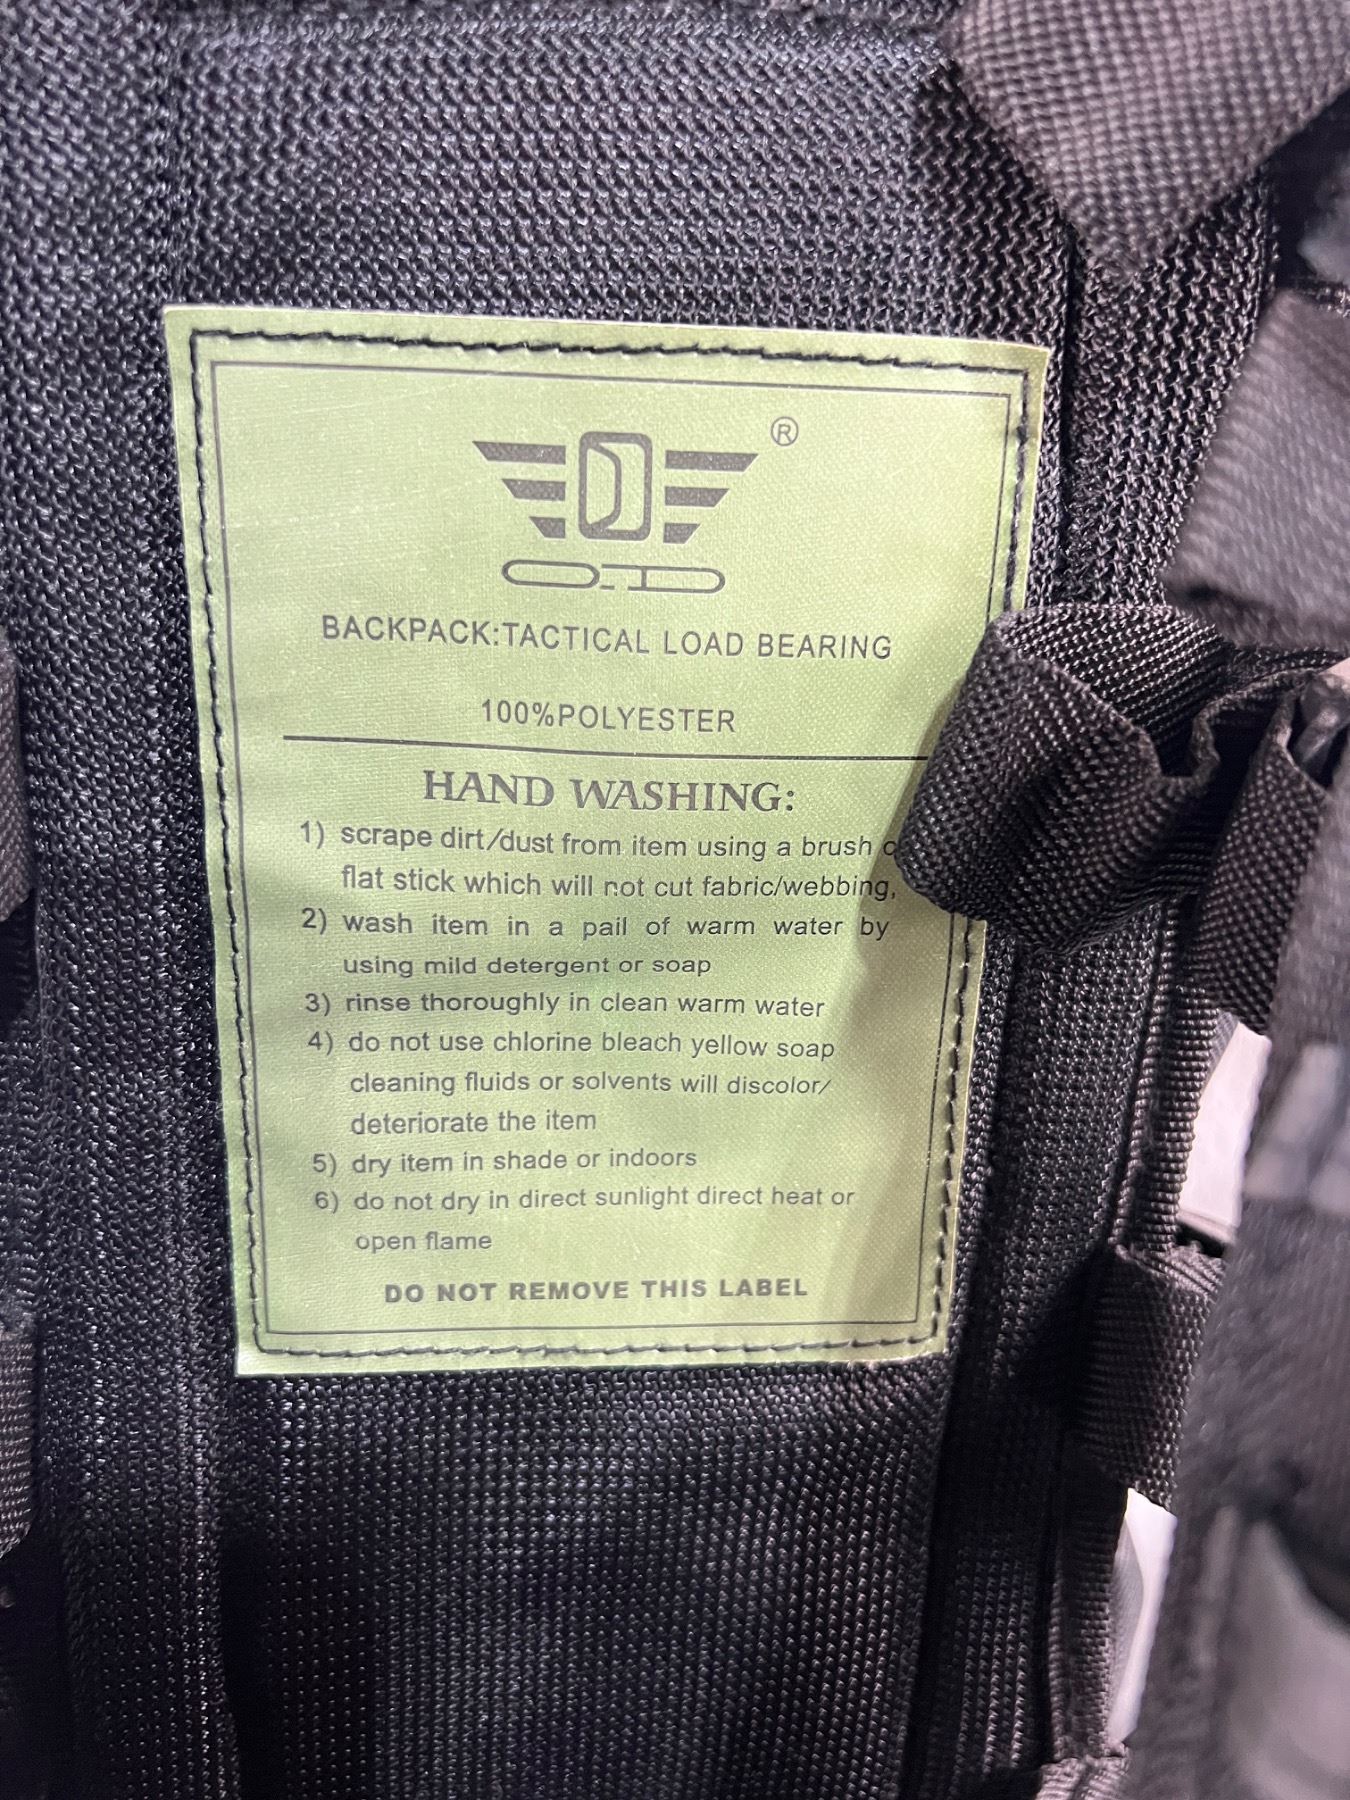 ®
BACKPACK:TACTICAL LOAD BEARING
100%POLYESTER
HAND WASHING:
1) scrape dirt/dust from item using a brush
flat stick which will not cut fabric/webbing,
2) wash item in a pail of warm water by
using mild detergent or soap
3) rinse thoroughly in clean warm water
4) do not use chlorine bleach yellow soap
cleaning fluids or solvents will discolor/
deteriorate the item
5) dry item in shade or indoors
6) do not dry in direct sunlight direct heat or
open flame
DO NOT REMOVE THIS LABEL